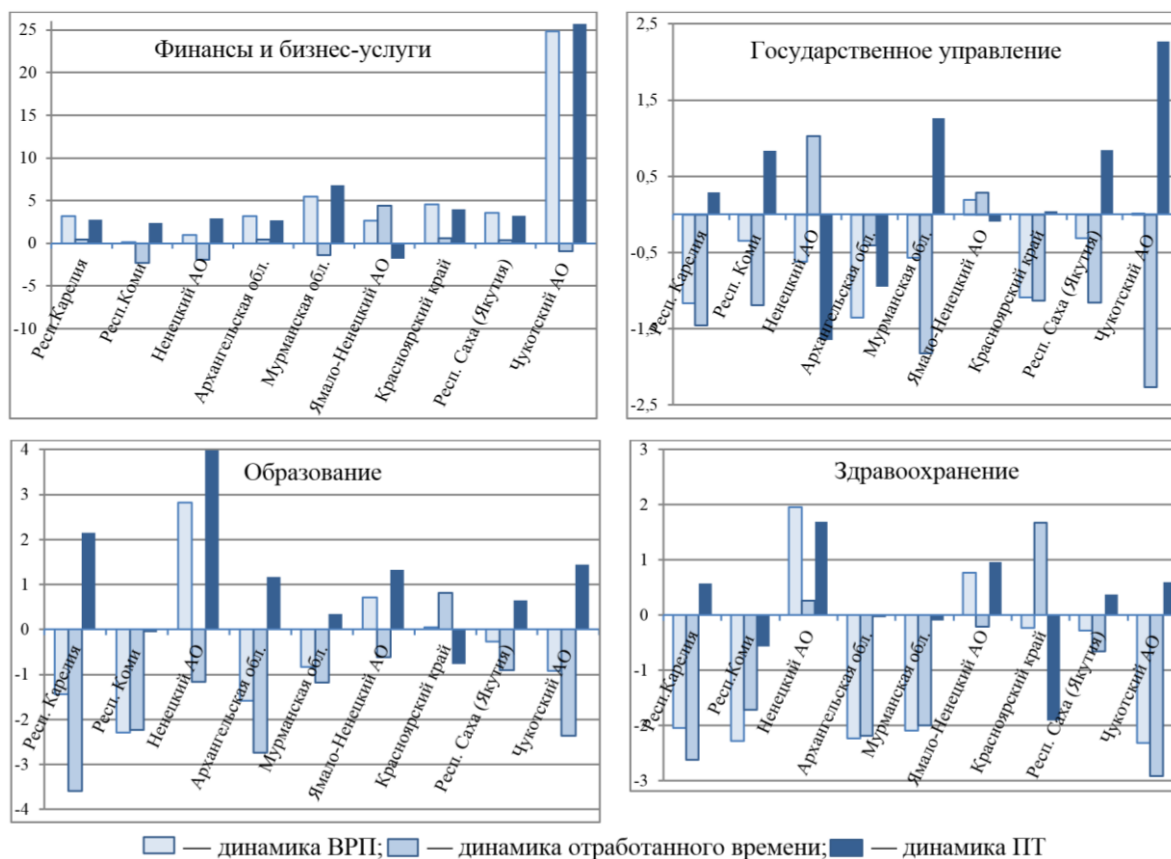 Финансы и бизнес-услуги
25
20
15
10
5
0
-5
-10
Респ.Карелия
Респ.Коми
Ненецкий АО
Архангельская обл.
Мурманская обл.
Ямало-Ненецкий АО
Красноярский край
Респ. Саха (Якутия)
Чукотский АО
Государственное управление
2,5
1,5
0,5
-0,5
-1,5
-2,5
Респ. Карелия
Респ. Коми
Ненецкий АО
Архангельская обл.
Мурманская обл.
Ямало-Ненецкий АО
Красноярский край
Респ. Саха (Якутия)
Чукотский АО
Образование
4
3
2
1
0
-1
-2
-3
-4
Респ. Карелия
Респ. Коми
Ненецкий АО
Архангельская обл.
Мурманская обл.
Ямало-Ненецкий АО
Красноярский край
Респ. Саха (Якутия)
Чукотский АО
Здравоохранение
3
2
1
0
-1
-2
-3
Респ.Карелия
Респ.Коми
Ненецкий АО
Архангельская обл.
Мурманская обл.
Ямало-Ненецкий АО
Красноярский край
Респ. Саха (Якутия)
Чукотский АО
— динамика ВРП; — динамика отработанного времени; — динамика ПТ